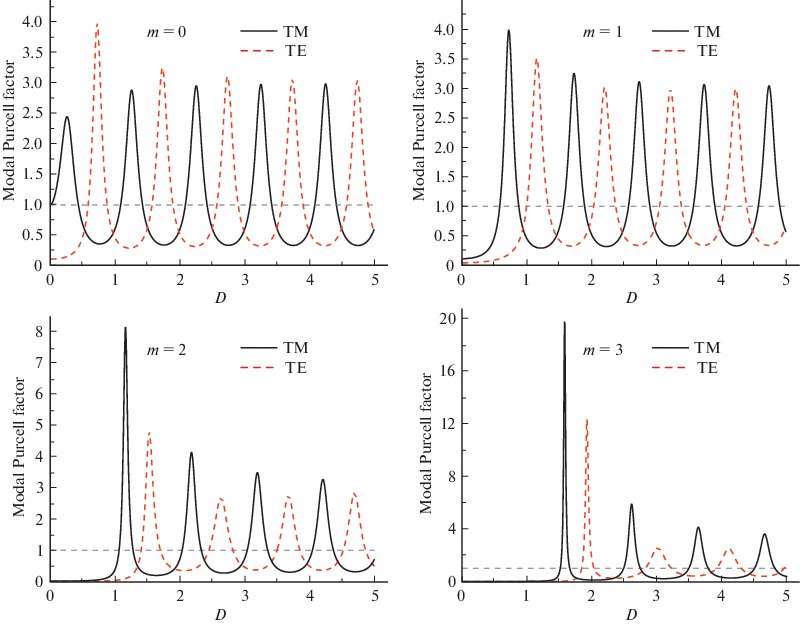 4.0
3.5
3.0
2.5
2.0
1.5
1.0
0.5
0
Modal Purcell factor
m = 0
TM
TE
0 1 2 3 4 5
D
4.0
3.5
3.0
2.5
2.0
1.5
1.0
0.5
0
Modal Purcell factor
m = 1
TM
TE
0 1 2 3 4 5
D
8
7
6
5
4
3
2
1
0
Modal Purcell factor
m = 2
TM
TE
0 1 2 3 4 5
D
20
16
12
8
4
0
Modal Purcell factor
m = 3
TM
TE
0 1 2 3 4 5
D